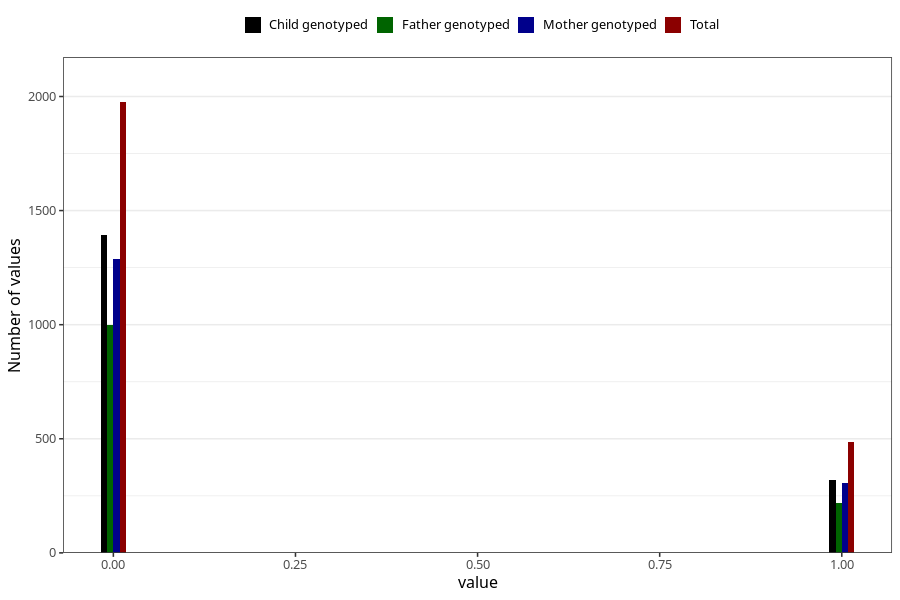 Child genotyped Father genotyped Mother genotyped Total
Number of values
2000
1500
1000
500
0
0.00 0.25 0.50 0.75 1.00
value